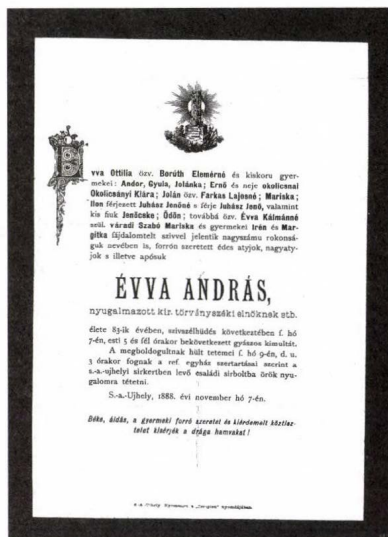 Évva Ottilia özv. Boruth Elemérné és kiskoru gyer-
mekei: Andor, Gyula, Jolánka; Ernő és neje okolicsnai
Okolicsányi Klára; Jolán özv. Farkas Lajosné; Mariska;
Ilon férjezett Juhász Jenőné s férje Juhász Jenő, valamint
kis fiuk Jenőcske; Ödön; továbbá özv. Évva Kálmánné
szül. váradi Szabó Mariska és gyermekei Irén és Mar-
gitka fájdalomtelt szivvel jelentik nagyszámu rokonsá-
guk nevében is, forrón szeretett édes atyjok, nagyaty-
jok s illetve apósuk
ÉVVA ANDRÁS,
nyugalmazott kir. törvényszéki elnöknek stb.
élete 83-ik évében, szivszélhüdés következtében f. hó
7-én, esti 5 és fél órakor bekövetkezett gyászos kimultát.
A megboldogultnak hült tetemei f. hó 9-én, d. u.
3 órakor fognak a ref. egyház szertartásai szerint a
s.-a.-ujhelyi sirkertben levő családi sirboltba örök nyu-
galomra tétetni.
S.-a.-Ujhely, 1888. évi november hó 7-én.
Béke, áldás, a gyermeki forró szeretet és kiérdemelt köztisz-
telet kisérjék a drága hamvakat!